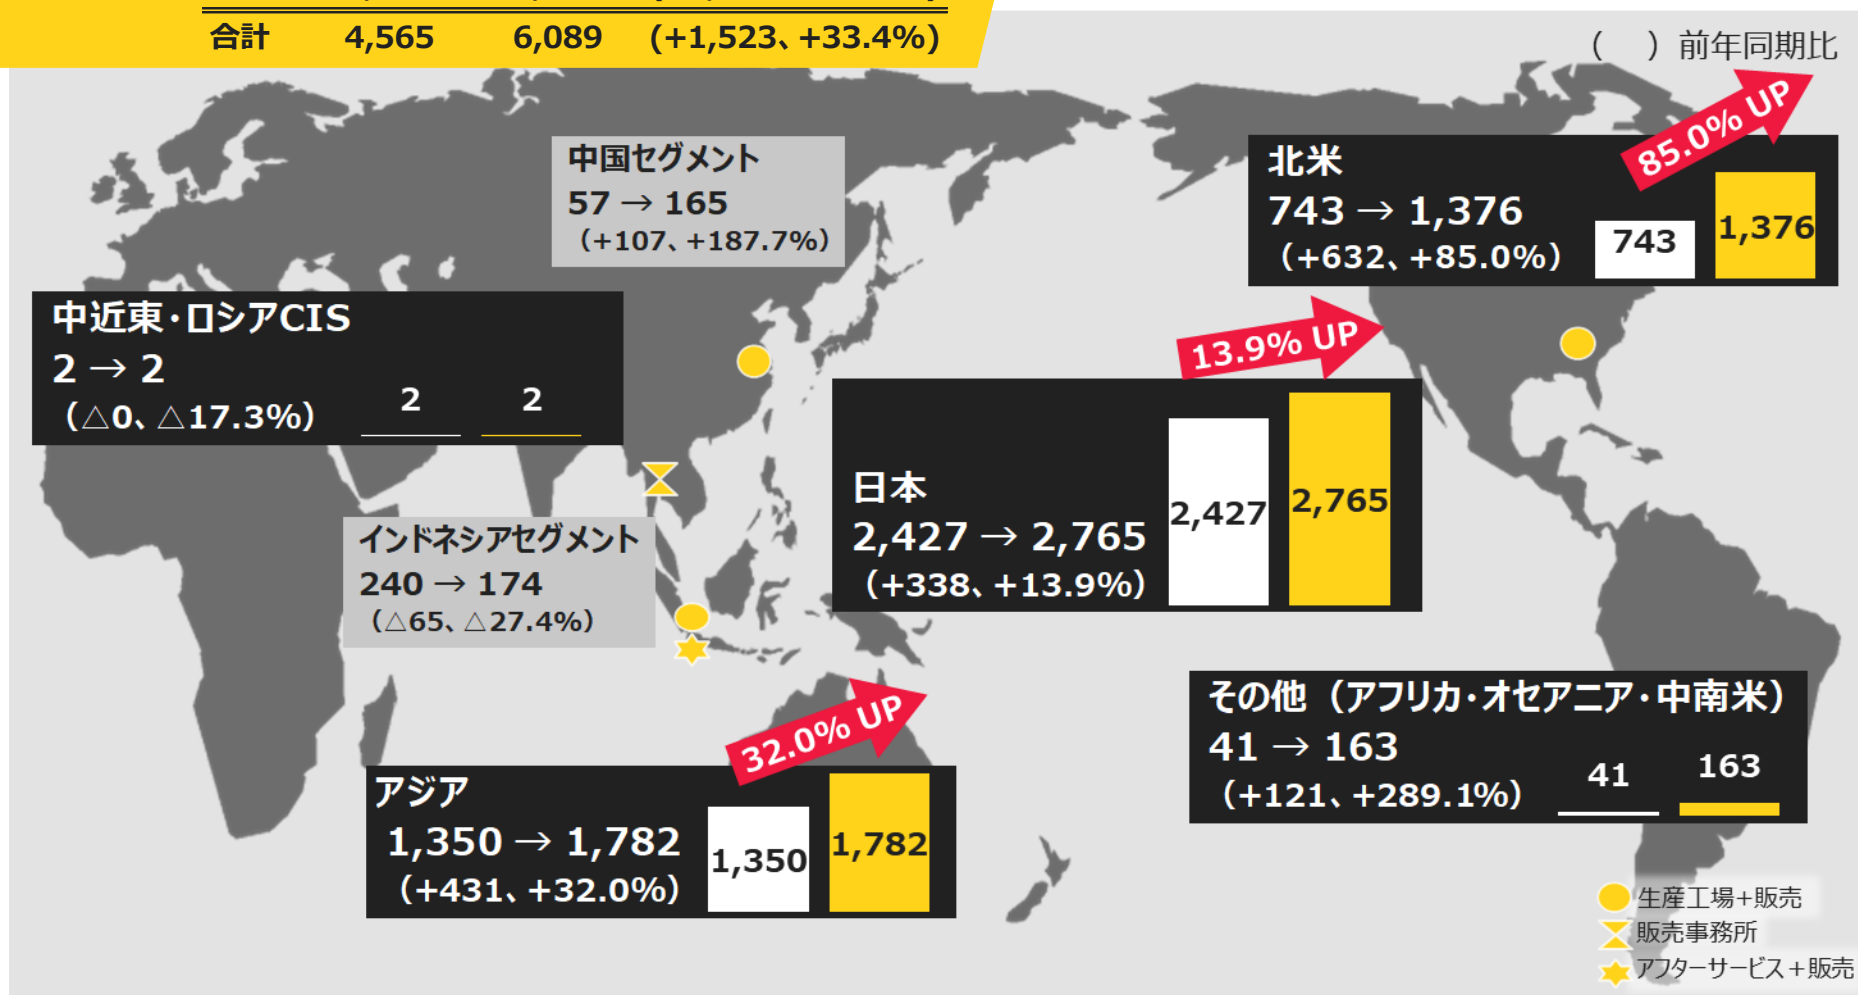 合計 4,565 6,089 (+1,523、+33.4%)
（　）前年同期比
中国セグメント
57 → 165
（+107、+187.7%）
85.0% UP
北米
743 → 1,376
（+632、+85.0%）
743
1,376
中近東・ロシアCIS
2 → 2
（△0、△17.3%）
2
2
13.9% UP
日本
2,427 → 2,765
（+338、+13.9%）
2,427
2,765
インドネシアセグメント
240 → 174
（△65、△27.4%）
32.0% UP
アジア
1,350 → 1,782
（+431、+32.0%）
1,350
1,782
その他（アフリカ・オセアニア・中南米）
41 → 163
（+121、+289.1%）
41
163
生産工場+販売
販売事務所
アフターサービス＋販売